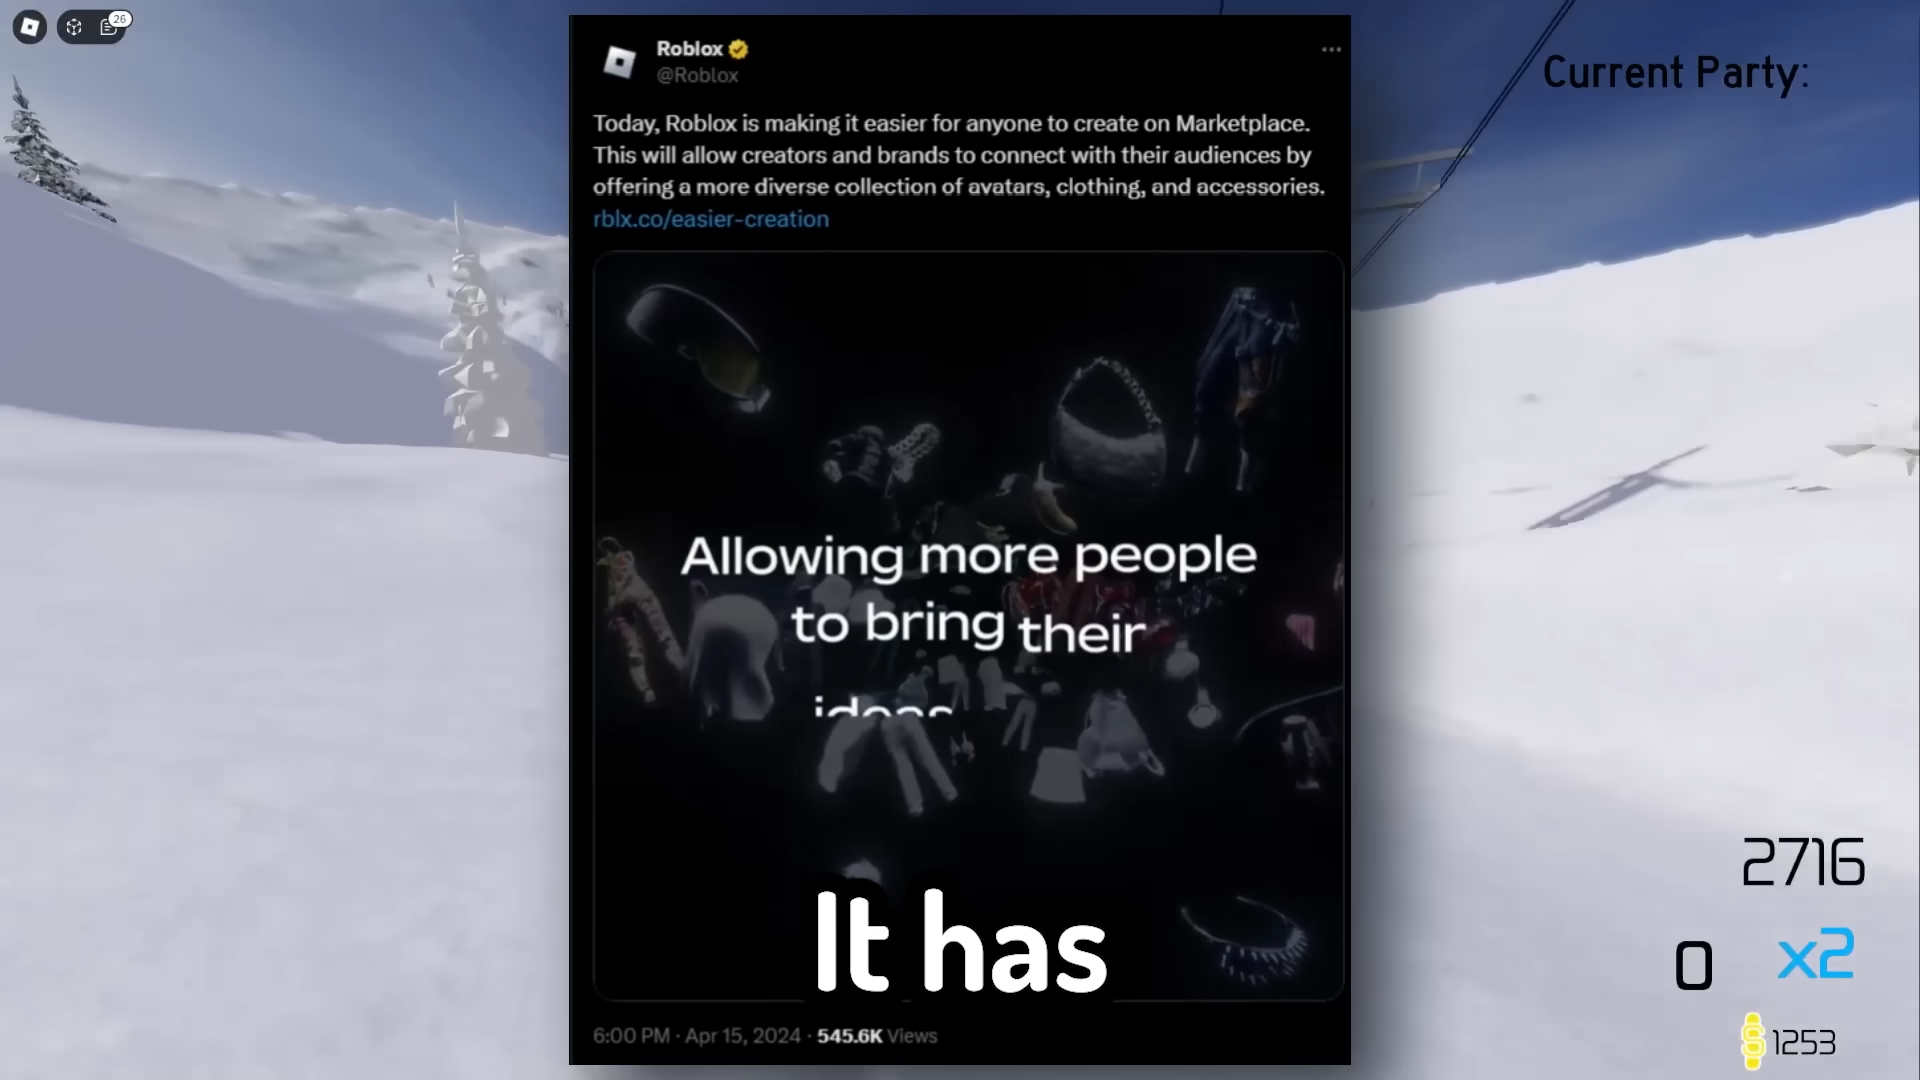 26
Roblox
@Roblox
Today, Roblox is making it easier for anyone to create on Marketplace.
This will allow creators and brands to connect with their audiences by
offering a more diverse collection of avatars, clothing, and accessories.
rblx.co/easier-creation
Allowing more people
to bring their
ideas
It has
6:00 PM · Apr 15, 2024 · 545.6K Views
Current Party:
2716
0 x2
1253